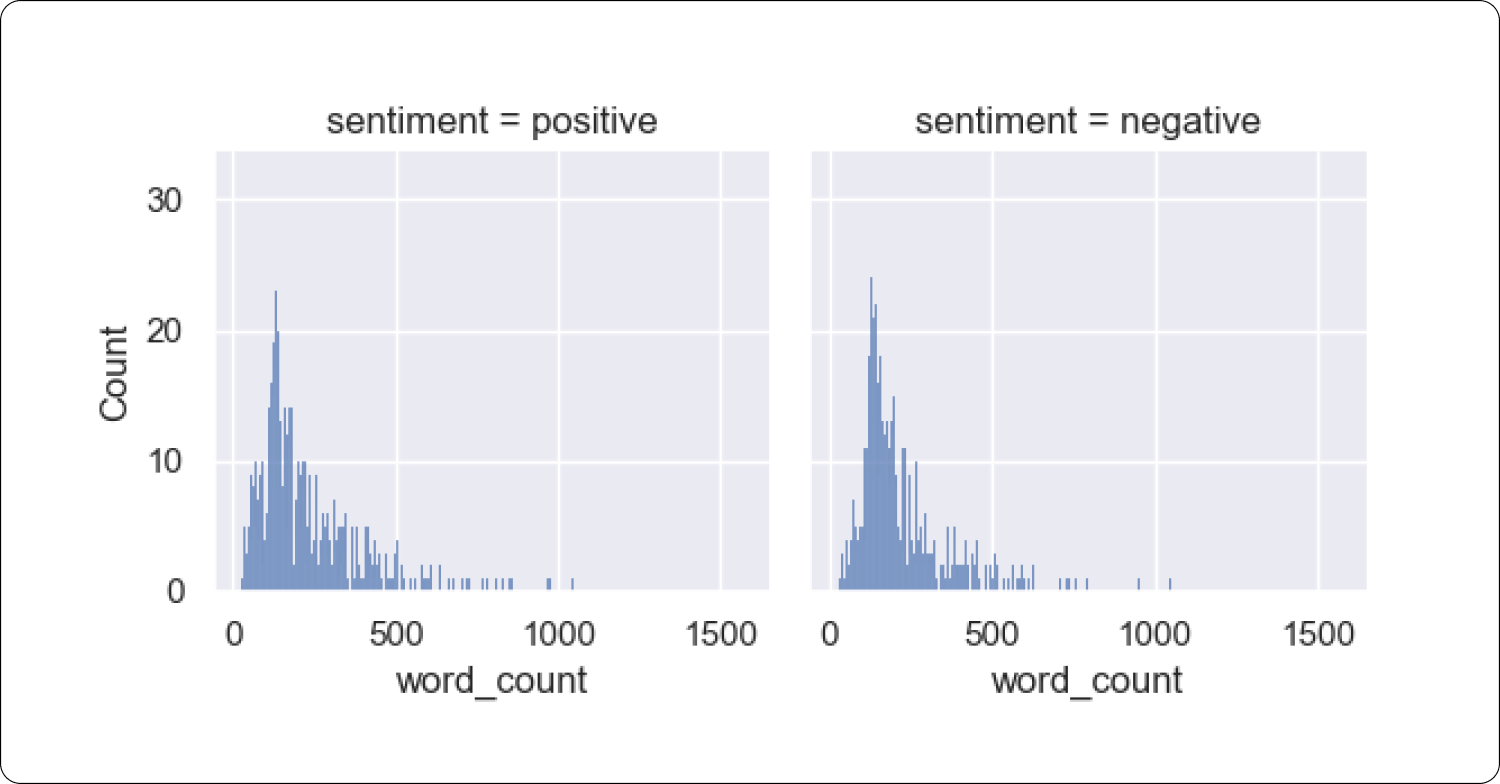 sentiment = positive
sentiment = negative
30
20
10
0
Count
0 500 1000 1500
0 500 1000 1500
word_count
word_count